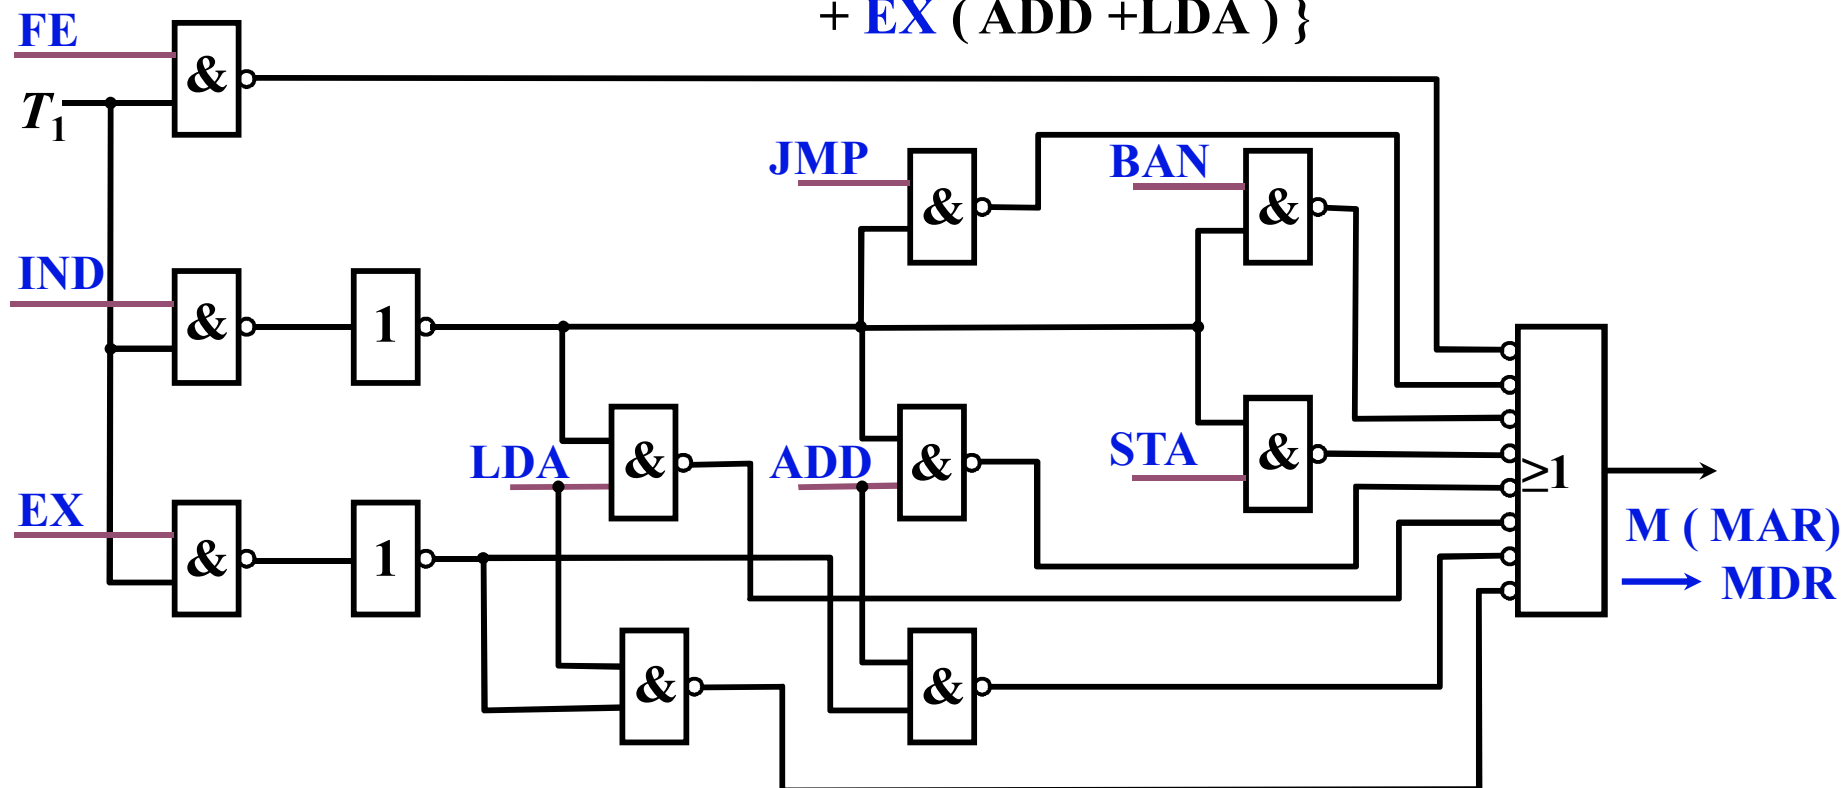 + EX ( ADD +LDA ) }
FE
&
T1
JMP
&
BAN
&
IND
&
1
LDA
&
ADD
&
STA
&
≥1
EX
&
1
M ( MAR)
→ MDR
&
&